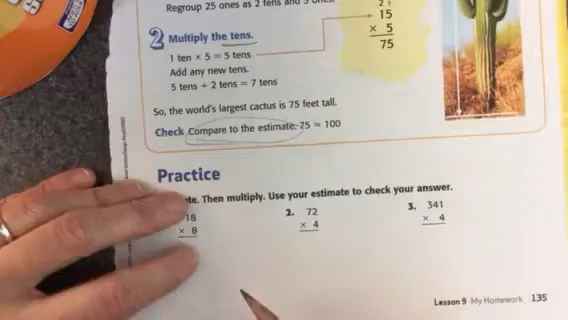 Regroup 25 ones as 2 tens and 5 ones.
2 Multiply the tens.
1 ten × 5 = 5 tens
Add any new tens.
5 tens + 2 tens = 7 tens
15
× 5
75
So, the world's largest cactus is 75 feet tall.
Check Compare to the estimate. 75 ≈ 100
Practice
Then multiply. Use your estimate to check your answer.
18
× 8
2. 72
× 4
3. 341
× 4
Lesson 9 My Homework 135